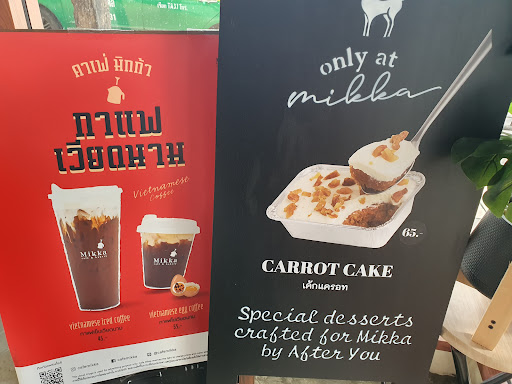 คาเฟ่ มิกก้า
กาแฟ
เวียดนาม
Vietnamese
Coffee
Mikka
Mikka
vietnamese iced coffee
vietnamese egg coffee
only at
mikka
65.-
CARROT CAKE
เค้กแครอท
Special desserts
crafted for Mikka
by After You